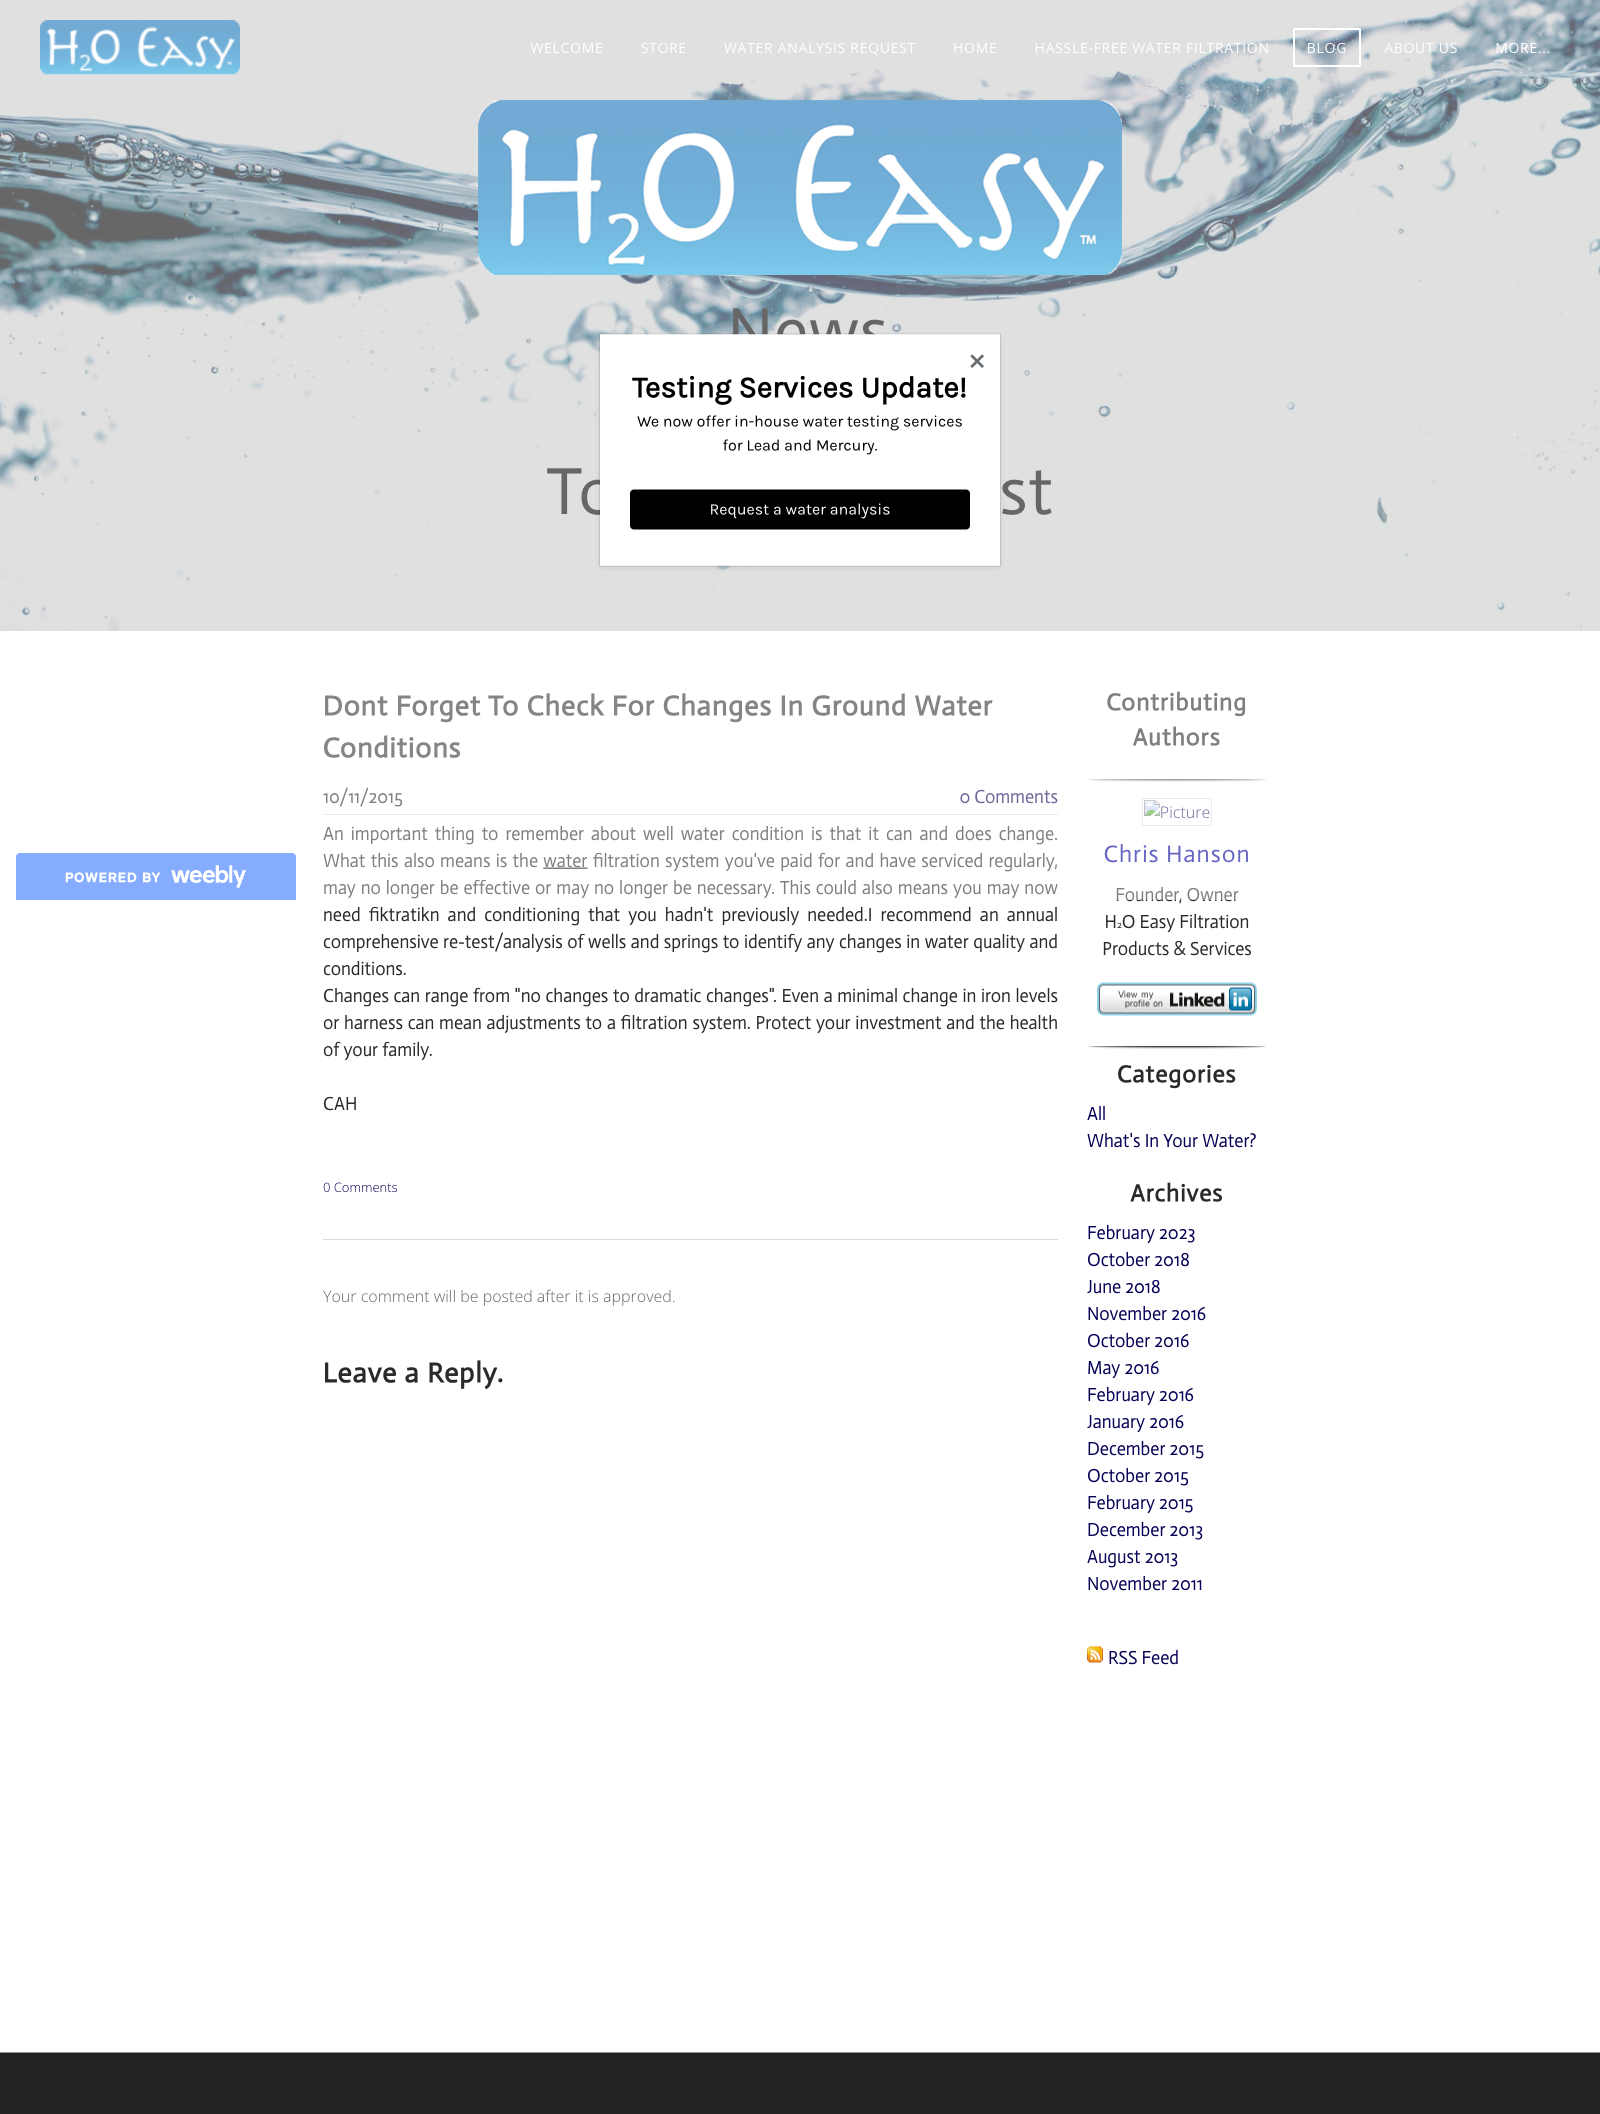 H2O Easy™
WELCOME
STORE
WATER ANALYSIS REQUEST
HOME
HASSLE-FREE WATER FILTRATION
BLOG
ABOUT US
MORE...
H2O Easy™
News
Testing Services Update!
We now offer in-house water testing services
for Lead and Mercury.
Request a water analysis
Dont Forget To Check For Changes In Ground Water
Conditions
10/11/2015
0 Comments
An important thing to remember about well water condition is that it can and does change.
What this also means is the water filtration system you've paid for and have serviced regularly,
may no longer be effective or may no longer be necessary. This could also means you may now
need fiktratikn and conditioning that you hadn't previously needed.I recommend an annual
comprehensive re-test/analysis of wells and springs to identify any changes in water quality and
conditions.
Changes can range from "no changes to dramatic changes". Even a minimal change in iron levels
or harness can mean adjustments to a filtration system. Protect your investment and the health
of your family.
CAH
0 Comments
Your comment will be posted after it is approved.
Leave a Reply.
Contributing
Authors
Picture
Chris Hanson
Founder, Owner
H2O Easy Filtration
Products & Services
View my
profile on Linked in
Categories
All
What's In Your Water?
Archives
February 2023
October 2018
June 2018
November 2016
October 2016
May 2016
February 2016
January 2016
December 2015
October 2015
February 2015
December 2013
August 2013
November 2011
RSS Feed
POWERED BY weebly